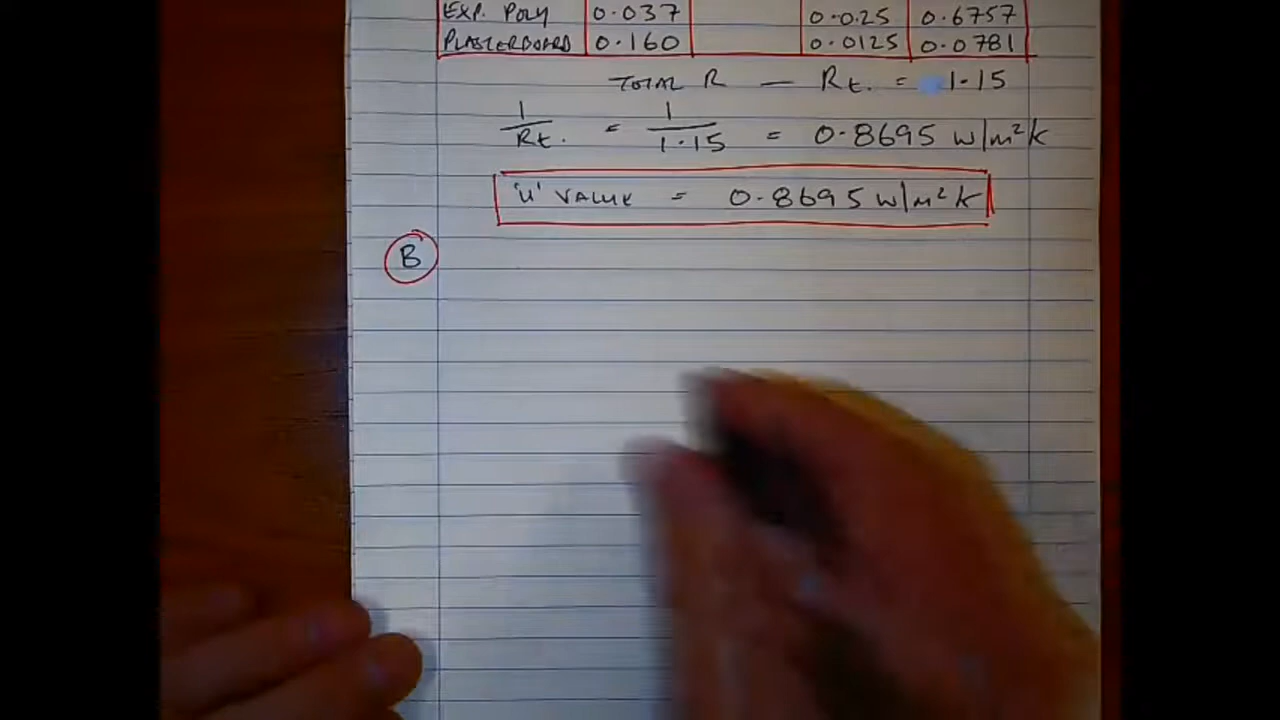 EXP. POLY 0.037 0.025 0.6757
PLASTERBOARD 0.160 0.0125 0.0781
TOTAL R — Rt. = 1.15
1/Rt. = 1/1.15 = 0.8695 W/m²K
'U' VALUE = 0.8695 W/m²K
B